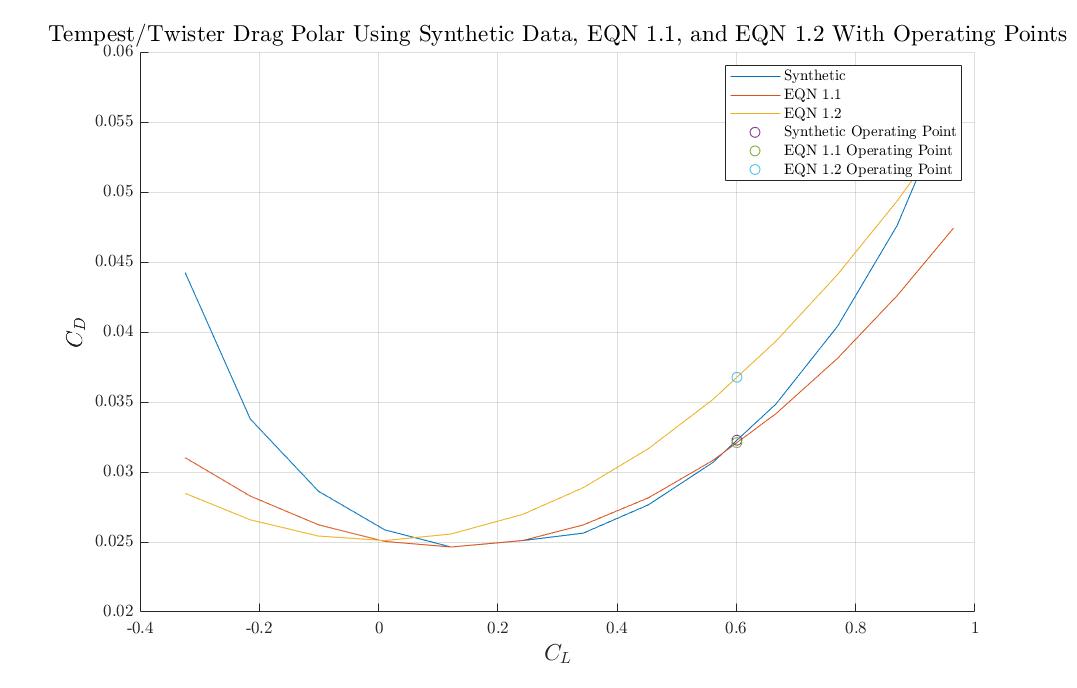 Tempest/Twister Drag Polar Using Synthetic Data, EQN 1.1, and EQN 1.2 With Operating Points
0.06
0.055
0.05
0.045
0.04
0.035
0.03
0.025
0.02
C_D
Synthetic
EQN 1.1
EQN 1.2
Synthetic Operating Point
EQN 1.1 Operating Point
EQN 1.2 Operating Point
-0.4 -0.2 0 0.2 0.4 0.6 0.8 1
C_L